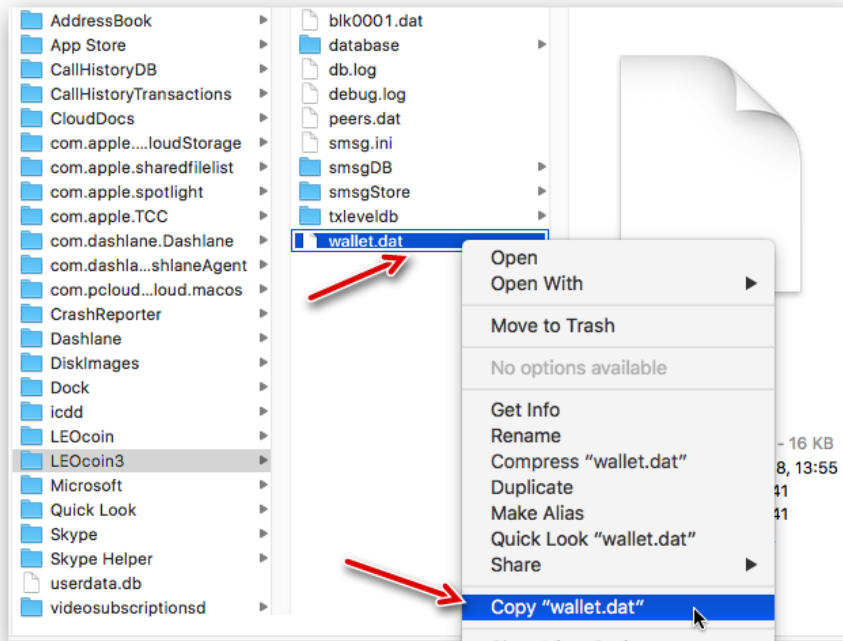 AddressBook
App Store
CallHistoryDB
CallHistoryTransactions
CloudDocs
com.apple....loudStorage
com.apple.sharedfilelist
com.apple.spotlight
com.apple.TCC
com.dashlane.Dashlane
com.dashla...shlaneAgent
com.pcloud...loud.macos
CrashReporter
Dashlane
DiskImages
Dock
icdd
LEOcoin
LEOcoin3
Microsoft
Quick Look
Skype
Skype Helper
userdata.db
videosubscriptionsd
blk0001.dat
database
db.log
debug.log
peers.dat
smsg.ini
smsgDB
smsgStore
txleveldb
wallet.dat
Open
Open With
Move to Trash
No options available
Get Info
Rename
Compress “wallet.dat”
Duplicate
Make Alias
Quick Look “wallet.dat”
Share
Copy “wallet.dat”
- 16 KB
8, 13:55
41
41